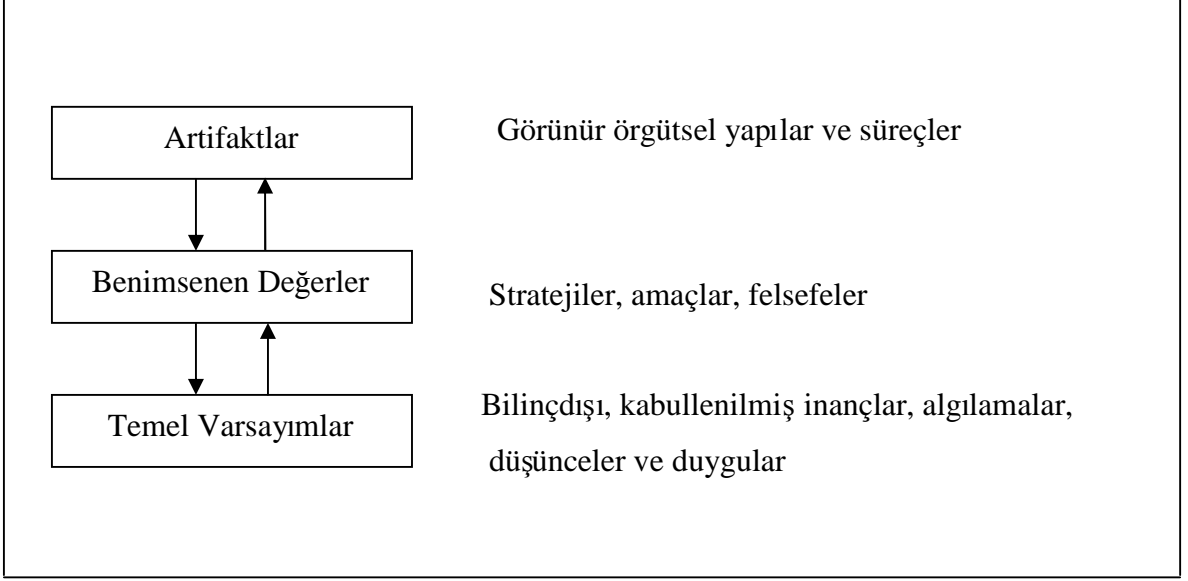 Artifaktlar
Görünür örgütsel yapılar ve süreçler
Benimsenen Değerler
Stratejiler, amaçlar, felsefeler
Temel Varsayımlar
Bilinçdışı, kabullenilmiş inançlar, algılamalar,
düşünceler ve duygular